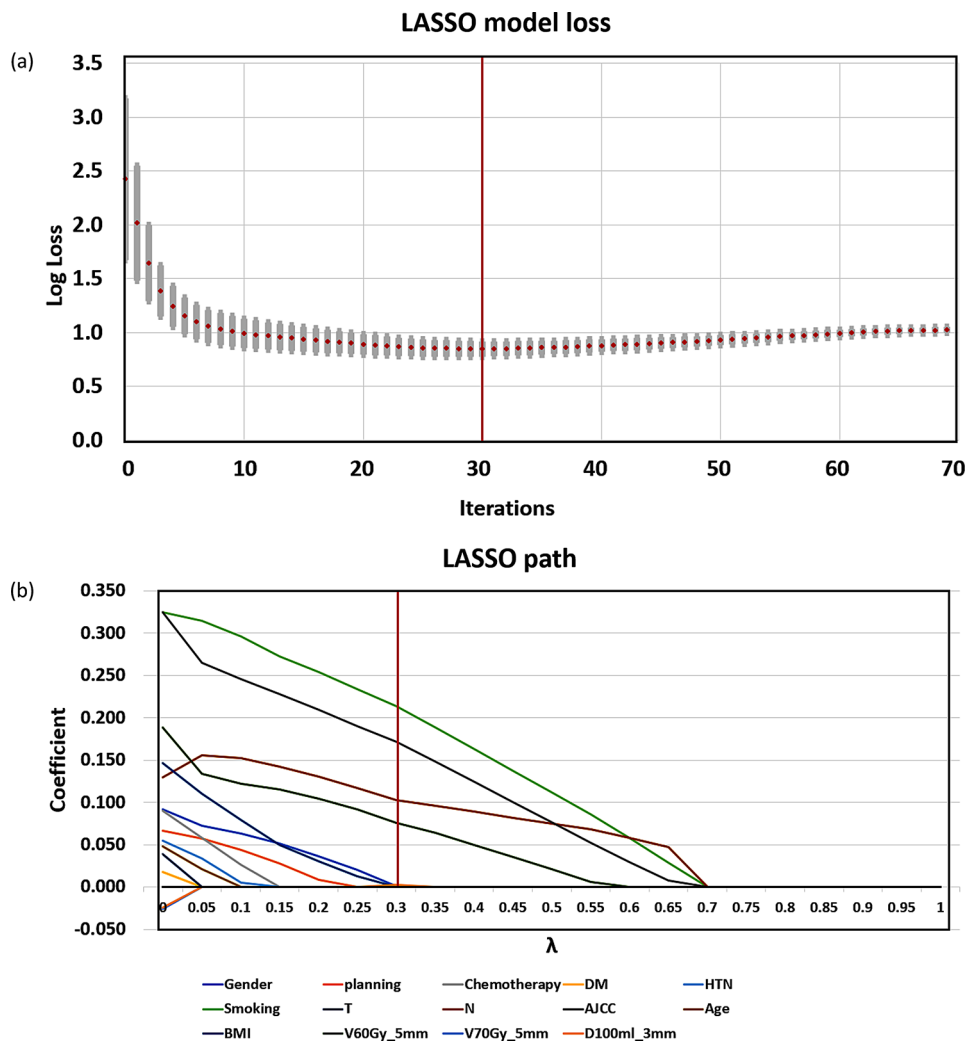 LASSO model loss
(a)
3.5
3.0
2.5
2.0
1.5
1.0
0.5
0.0
Log Loss
0 10 20 30 40 50 60 70
Iterations
LASSO path
(b)
0.350
0.300
0.250
0.200
0.150
0.100
0.050
0.000
-0.050
Coefficient
0 0.05 0.1 0.15 0.2 0.25 0.3 0.35 0.4 0.45 0.5 0.55 0.6 0.65 0.7 0.75 0.8 0.85 0.9 0.95 1
λ
Gender planning Chemotherapy DM HTN
Smoking T N AJCC Age
BMI V60Gy_5mm V70Gy_5mm D100ml_3mm